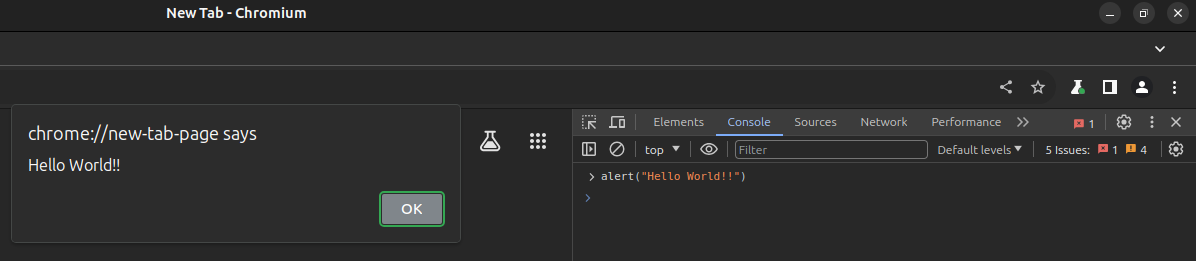 New Tab - Chromium
chrome://new-tab-page says
Hello World!!
OK
Elements Console Sources Network Performance 1
top Filter Default levels 5 Issues: 1 4
alert("Hello World!!")